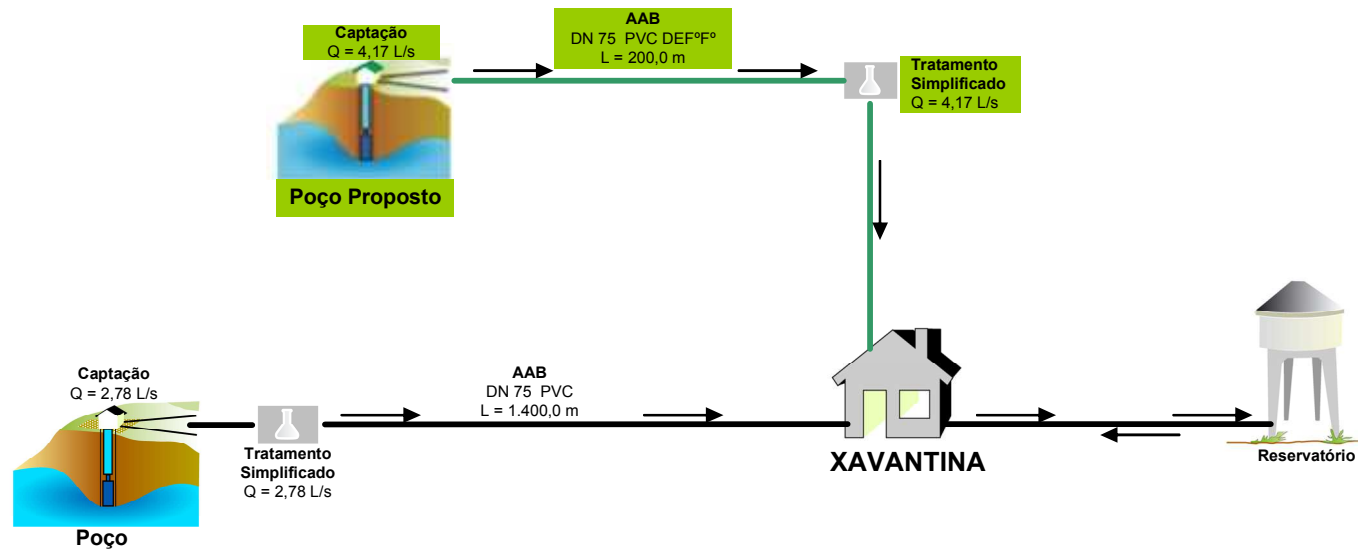 Captação
Q = 4,17 L/s
AAB
DN 75 PVC DEFºFº
L = 200,0 m
Tratamento
Simplificado
Q = 4,17 L/s
Poço Proposto
Captação
Q = 2,78 L/s
AAB
DN 75 PVC
L = 1.400,0 m
Tratamento
Simplificado
Q = 2,78 L/s
XAVANTINA
Reservatório
Poço